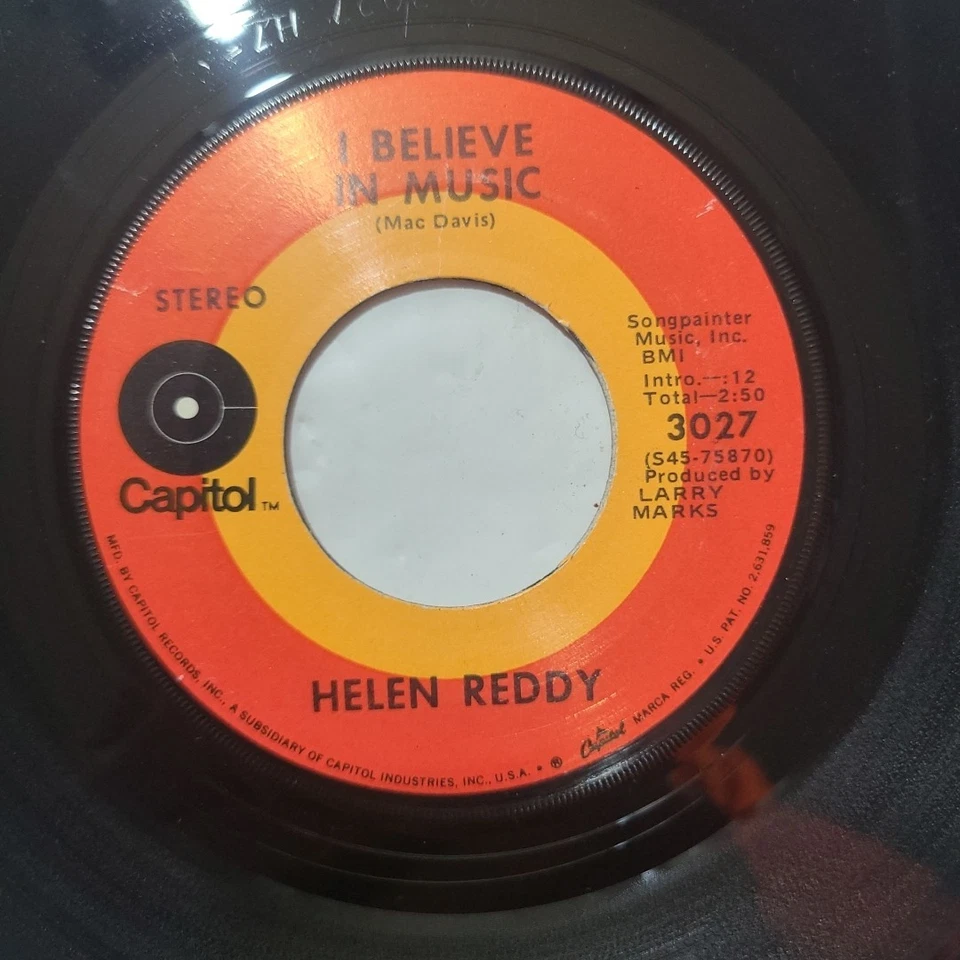 I BELIEVE
IN MUSIC
(Mac Davis)
STEREO
Capitol™
Songpainter
Music, Inc.
BMI
Intro.—:12
Total—2:50
3027
(S45-75870)
Produced by
LARRY
MARKS
HELEN REDDY
MFD. BY CAPITOL RECORDS, INC., A SUBSIDIARY OF CAPITOL INDUSTRIES, INC., U.S.A. • ® Capitol MARCA REG. • U.S. PAT. NO. 2,631,859